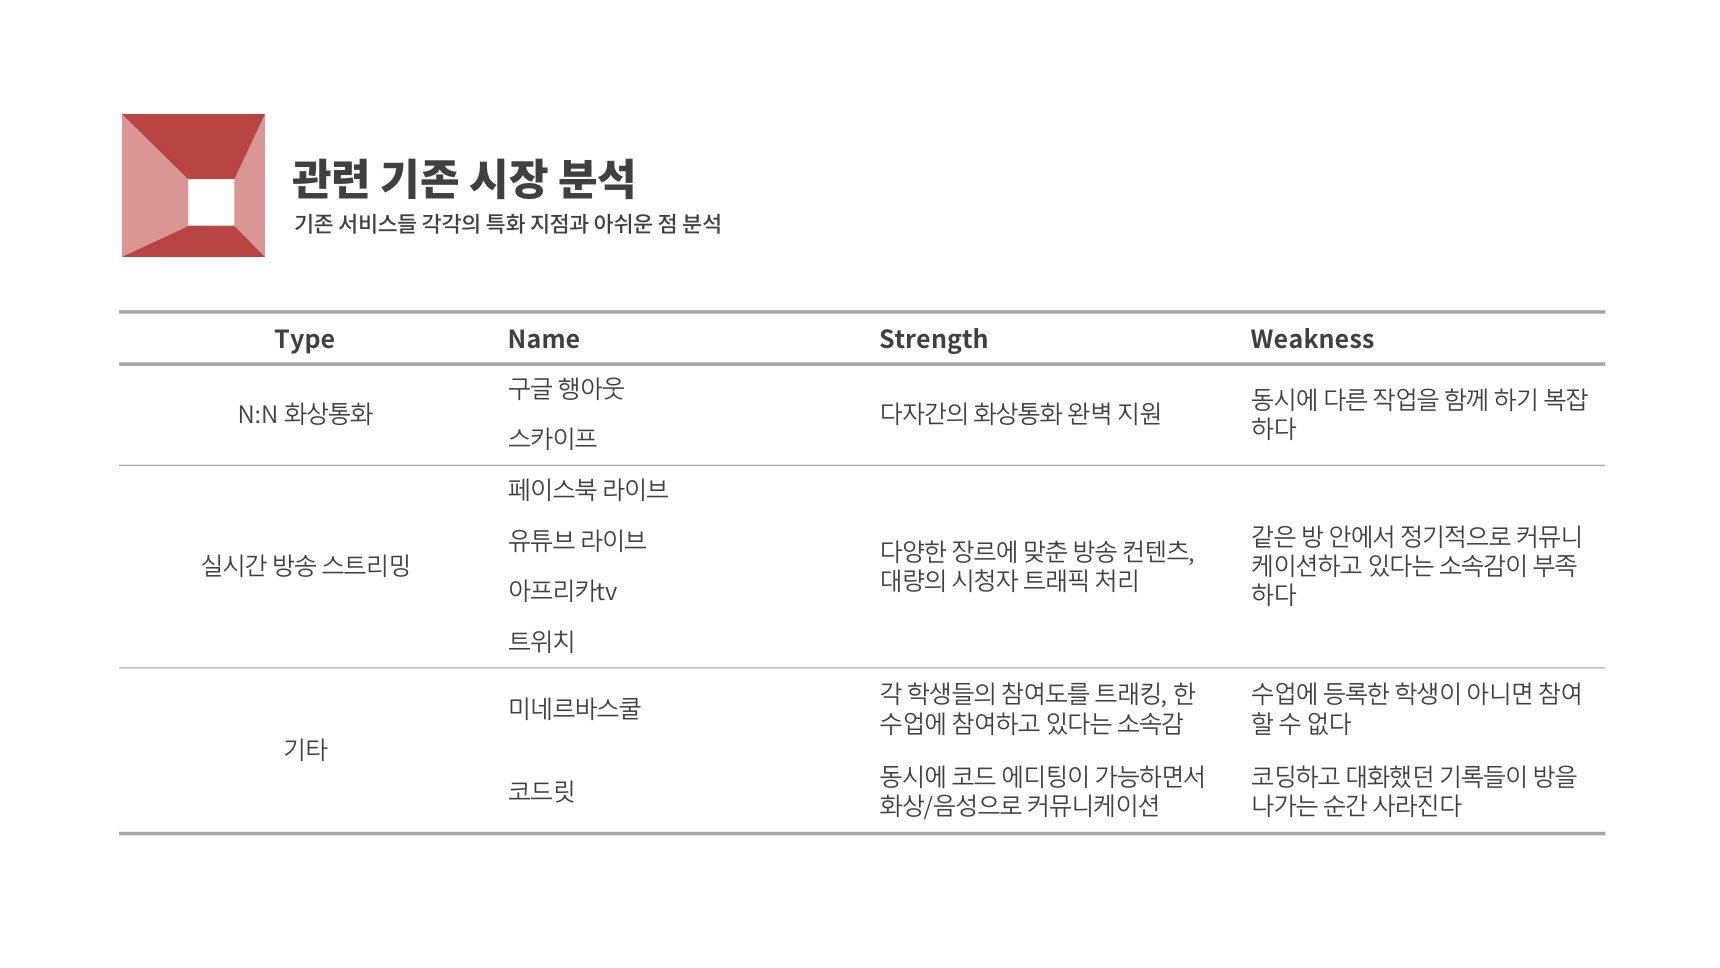 관련 기존 시장 분석
기존 서비스들 각각의 특화 지점과 아쉬운 점 분석
Type Name Strength Weakness
N:N 화상통화
구글 행아웃
스카이프
다자간의 화상통화 완벽 지원
동시에 다른 작업을 함께 하기 복잡
하다
실시간 방송 스트리밍
페이스북 라이브
유튜브 라이브
아프리카tv
트위치
다양한 장르에 맞춘 방송 컨텐츠,
대량의 시청자 트래픽 처리
같은 방 안에서 정기적으로 커뮤니
케이션하고 있다는 소속감이 부족
하다
기타
미네르바스쿨
각 학생들의 참여도를 트래킹, 한
수업에 참여하고 있다는 소속감
수업에 등록한 학생이 아니면 참여
할 수 없다
코드릿
동시에 코드 에디팅이 가능하면서
화상/음성으로 커뮤니케이션
코딩하고 대화했던 기록들이 방을
나가는 순간 사라진다